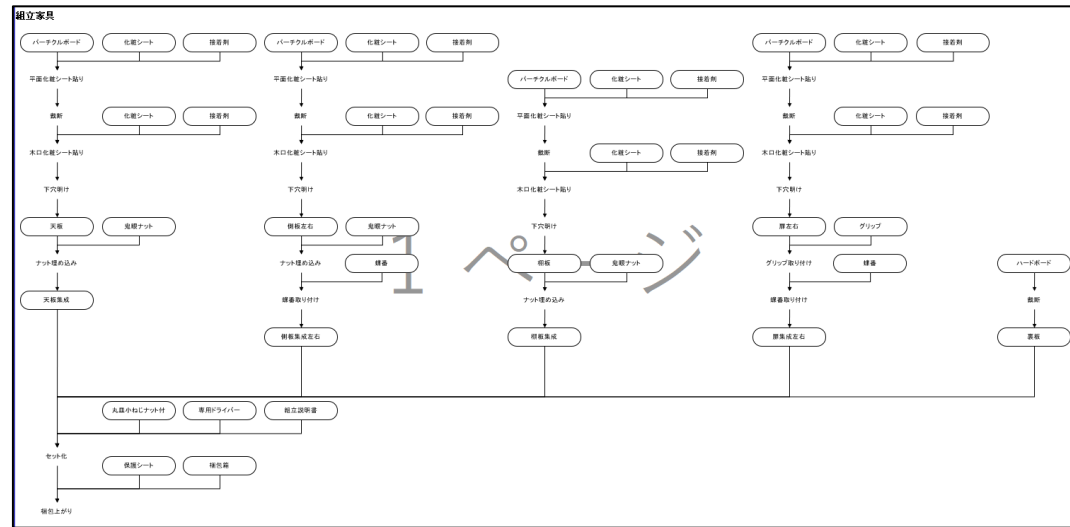 組立家具
パーチクルボード 化粧シート 接着剤 パーチクルボード 化粧シート 接着剤 パーチクルボード 化粧シート 接着剤
平面化粧シート貼り 平面化粧シート貼り パーチクルボード 化粧シート 接着剤 平面化粧シート貼り
裁断 化粧シート 接着剤 裁断 化粧シート 接着剤 平面化粧シート貼り 裁断 化粧シート 接着剤
木口化粧シート貼り 木口化粧シート貼り 裁断 化粧シート 接着剤 木口化粧シート貼り
下穴明け 下穴明け 木口化粧シート貼り 下穴明け
天板 鬼眼ナット 側板左右 鬼眼ナット 下穴明け 扉左右 グリップ
ナット埋め込み ナット埋め込み 蝶番 棚板 鬼眼ナット グリップ取り付け 蝶番 ハードボード
天板集成 蝶番取り付け ナット埋め込み 蝶番取り付け 裁断
側板集成左右 棚板集成 扉集成左右 裏板
丸皿小ねじナット付 専用ドライバー 組立説明書
セット化 保護シート 梱包箱
梱包上がり
1 ページ